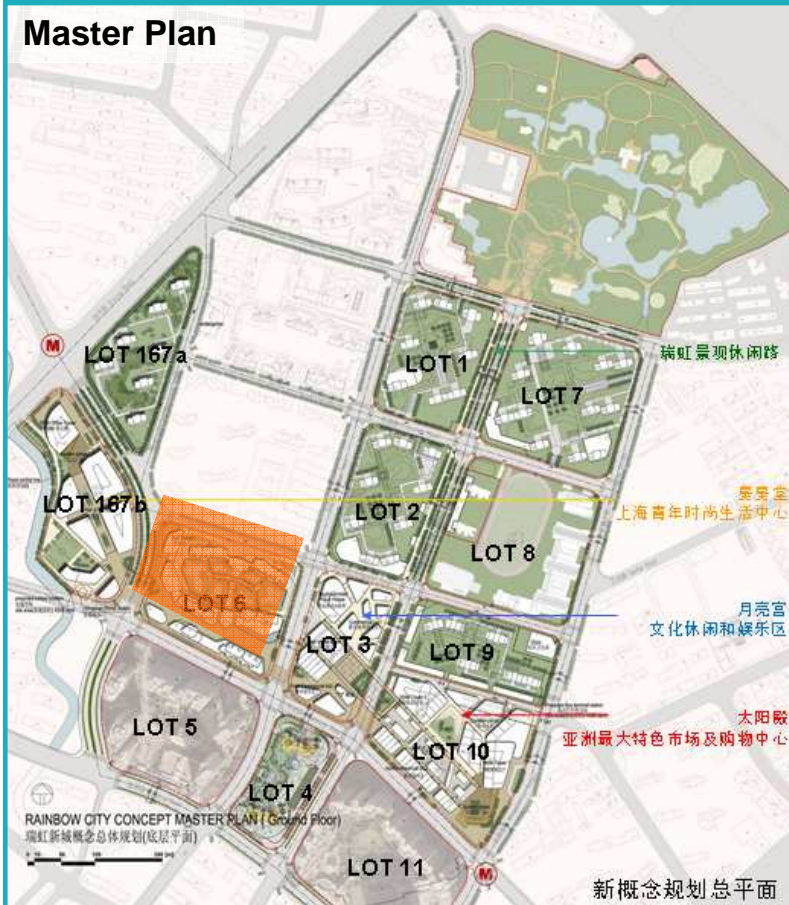 Master Plan
M
LOT 167a
LOT 1
LOT 7
瑞虹景观休闲路
LOT 167b
LOT 2
星星堂
上海青年时尚生活中心
LOT 8
LOT 6
LOT 3
月亮宫
文化休闲和娱乐区
LOT 9
太阳殿
亚洲最大特色市场及购物中心
LOT 5
LOT 10
LOT 4
RAINBOW CITY CONCEPT MASTER PLAN ( Ground Floor)
瑞虹新城概念总体规划(底层平面)
LOT 11
M
新概念规划总平面